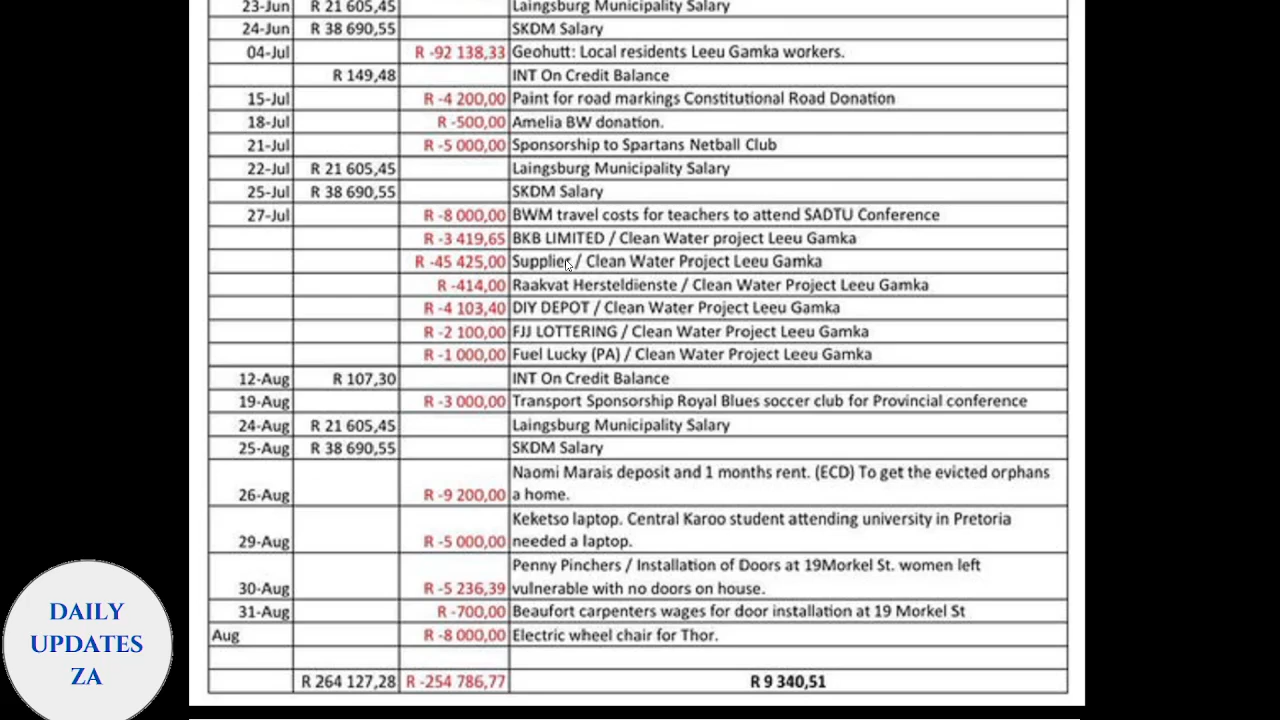 23-Jun R 21 605,45 Laingsburg Municipality Salary
24-Jun R 38 690,55 SKDM Salary
04-Jul R -92 138,33 Geohutt: Local residents Leeu Gamka workers.
R 149,48 INT On Credit Balance
15-Jul R -4 200,00 Paint for road markings Constitutional Road Donation
18-Jul R -500,00 Amelia BW donation.
21-Jul R -5 000,00 Sponsorship to Spartans Netball Club
22-Jul R 21 605,45 Laingsburg Municipality Salary
25-Jul R 38 690,55 SKDM Salary
27-Jul R -8 000,00 BWM travel costs for teachers to attend SADTU Conference
R -3 419,65 BKB LIMITED / Clean Water project Leeu Gamka
R -45 425,00 Supplier / Clean Water Project Leeu Gamka
R -414,00 Raakvat Hersteldienste / Clean Water Project Leeu Gamka
R -4 103,40 DIY DEPOT / Clean Water Project Leeu Gamka
R -2 100,00 FJJ LOTTERING / Clean Water Project Leeu Gamka
R -1 000,00 Fuel Lucky (PA) / Clean Water Project Leeu Gamka
12-Aug R 107,30 INT On Credit Balance
19-Aug R -3 000,00 Transport Sponsorship Royal Blues soccer club for Provincial conference
24-Aug R 21 605,45 Laingsburg Municipality Salary
25-Aug R 38 690,55 SKDM Salary
Naomi Marais deposit and 1 months rent. (ECD) To get the evicted orphans
26-Aug R -9 200,00 a home.
Keketso laptop. Central Karoo student attending university in Pretoria
29-Aug R -5 000,00 needed a laptop.
Penny Pinchers / Installation of Doors at 19Morkel St. women left
30-Aug R -5 236,39 vulnerable with no doors on house.
31-Aug R -700,00 Beaufort carpenters wages for door installation at 19 Morkel St
Aug R -8 000,00 Electric wheel chair for Thor.
R 264 127,28 R -254 786,77 R 9 340,51
DAILY
UPDATES
ZA